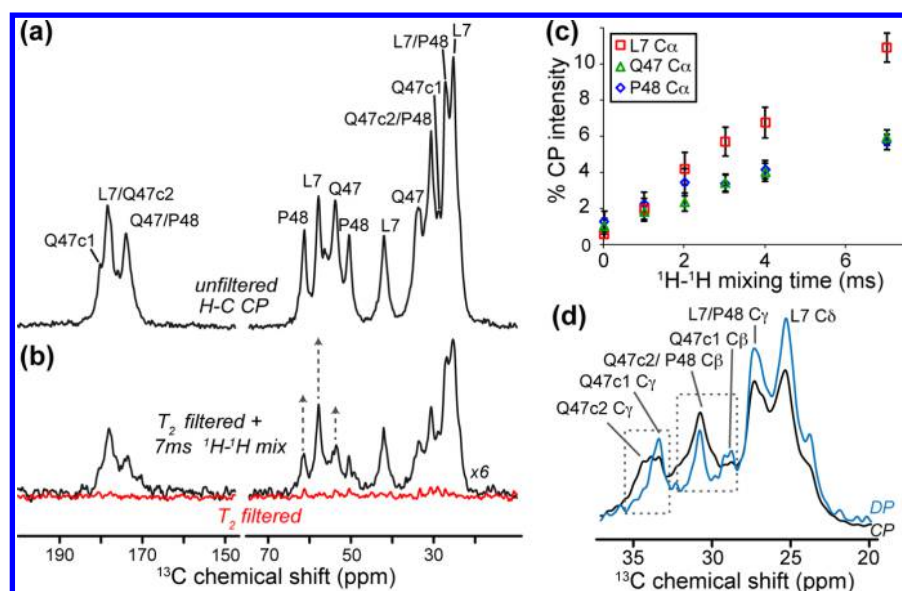 (a)
L7/P48
L7
Q47c1
Q47c2/P48
L7/Q47c2
Q47c1
Q47/P48
P48
L7
Q47
P48
L7
Q47
unfiltered
H-C CP
(b)
T2 filtered +
7ms ¹H-¹H mix
x6
T2 filtered
190 170 150 70 50 30
¹³C chemical shift (ppm)
(c)
L7 Cα
Q47 Cα
P48 Cα
% CP intensity
10
8
6
4
2
0
0 2 4 6
¹H-¹H mixing time (ms)
(d)
L7/P48 Cγ
L7 Cδ
Q47c1 Cβ
Q47c2/ P48 Cβ
Q47c1 Cγ
Q47c2 Cγ
DP
CP
35 30 25 20
¹³C chemical shift (ppm)